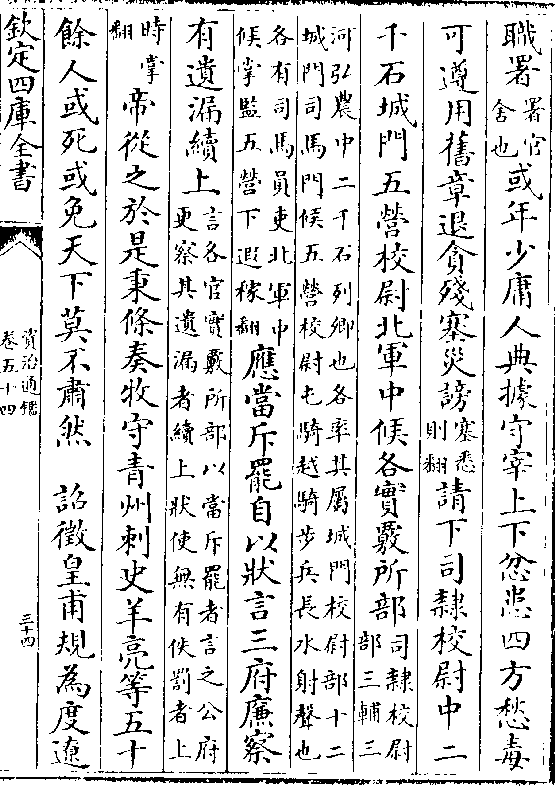 職署署官舍也或年少庸人典據守宰上下忿患四方愁毒
可遵用舊章退貪殘塞災謗塞悉則翻請下司隸校尉中二
千石城門五營校尉北軍中候各實覈所部司隸校尉部三輔三
河弘農中二千石列卿也各率其屬城門校尉部十二
城門司馬門候五營校尉屯騎越騎步兵長水射聲也
各有司馬員吏北軍中候掌監五營下遐稼翻應當斥罷自以狀言三府廉察
有遺漏續上言各官實覈所部以當斥罷者言之公府更察其遺漏者續上狀使無有佚罰者上
時掌翻帝從之於是秉條奏牧守青州刺史羊亮等五十
餘人或死或免天下莫不肅然 詔徵皇甫規為度遼
欽定四庫全書
資治通鑑
卷五十四
三十四